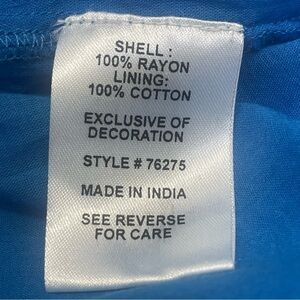 SHELL :
100% RAYON
LINING:
100% COTTON
EXCLUSIVE OF
DECORATION
STYLE # 76275
MADE IN INDIA
SEE REVERSE
FOR CARE